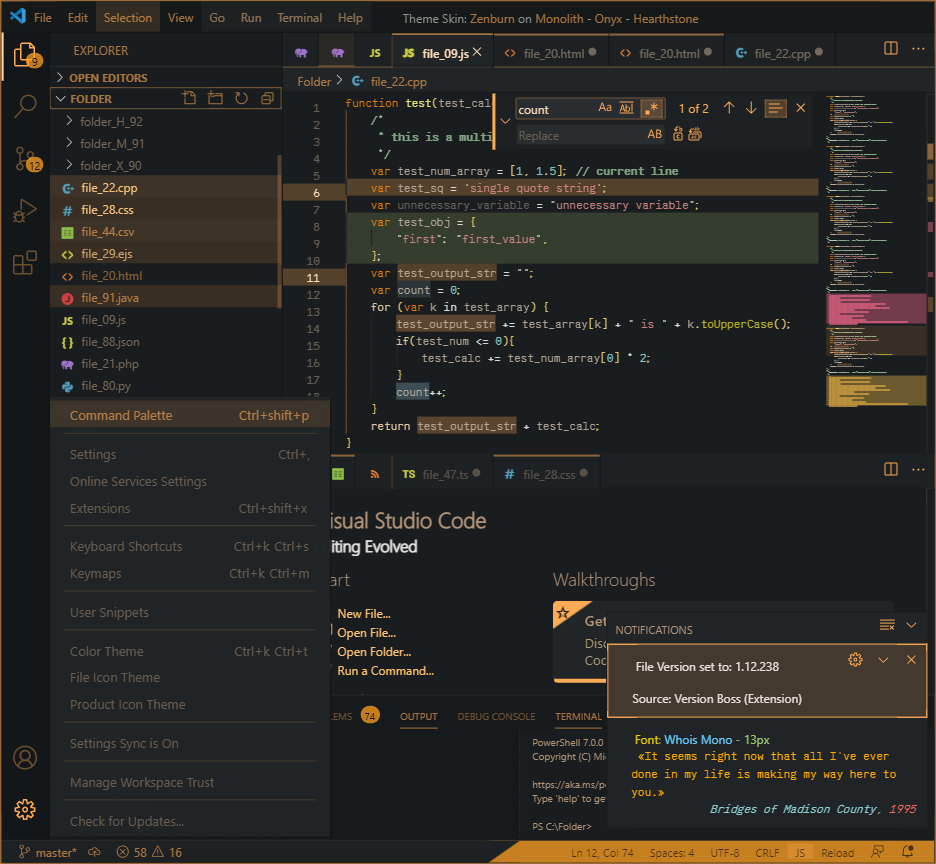 File Edit Selection View Go Run Terminal Help Theme Skin: Zenburn on Monolith - Onyx - Hearthstone
9
12
EXPLORER
OPEN EDITORS
FOLDER
folder_H_92
folder_M_91
folder_X_90
file_22.cpp
file_28.css
file_44.csv
file_29.ejs
file_20.html
file_91.java
file_09.js
file_88.json
file_21.php
file_80.py
JS JS file_09.js file_20.html file_20.html file_22.cpp
Folder > file_22.cpp
count Aa Abl .* 1 of 2
Replace AB
1 function test(test_cal
2 /*
3 * this is a multi
4 */
5 var test_num_array = [1, 1.5]; // current line
6 var test_sq = 'single quote string';
7 var unnecessary_variable = "unnecessary variable";
8 var test_obj = {
9 "first": "first_value",
10 };
11 var test_output_str = "";
12 var count = 0;
13 for (var k in test_array) {
14 test_output_str += test_array[k] + " is " + k.toUpperCase();
15 if(test_num <= 0){
16 test_calc += test_num_array[0] * 2;
17 }
18 count++;
}
return test_output_str + test_calc;
}
Command Palette Ctrl+shift+p
Settings Ctrl+,
Online Services Settings
Extensions Ctrl+shift+x
Keyboard Shortcuts Ctrl+k Ctrl+s
Keymaps Ctrl+k Ctrl+m
User Snippets
Color Theme Ctrl+k Ctrl+t
File Icon Theme
Product Icon Theme
Settings Sync is On
Manage Workspace Trust
Check for Updates...
TS file_47.ts # file_28.css
isual Studio Code
iting Evolved
art
New File...
Open File...
Open Folder...
Run a Command...
Walkthroughs
Get
Disc
Coc
LEMS 74 OUTPUT DEBUG CONSOLE TERMINAL
PowerShell 7.0.0
Copyright (C) Mi
https://aka.ms/p
Type 'help' to ge
PS C:\Folder>
NOTIFICATIONS
File Version set to: 1.12.238
Source: Version Boss (Extension)
Font: Whois Mono - 13px
«It seems right now that all I've ever
done in my life is making my way here to
you.»
Bridges of Madison County, 1995
master* 58 16 Ln 12, Col 74 Spaces: 4 UTF-8 CRLF JS Reload